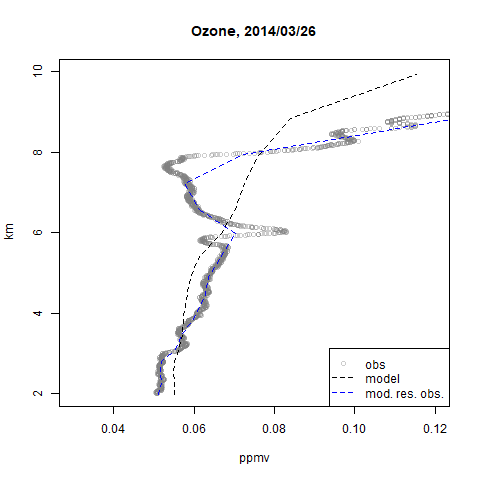 Ozone, 2014/03/26
10
8
6
4
2
km
obs
model
mod. res. obs.
0.04 0.06 0.08 0.10 0.12
ppmv